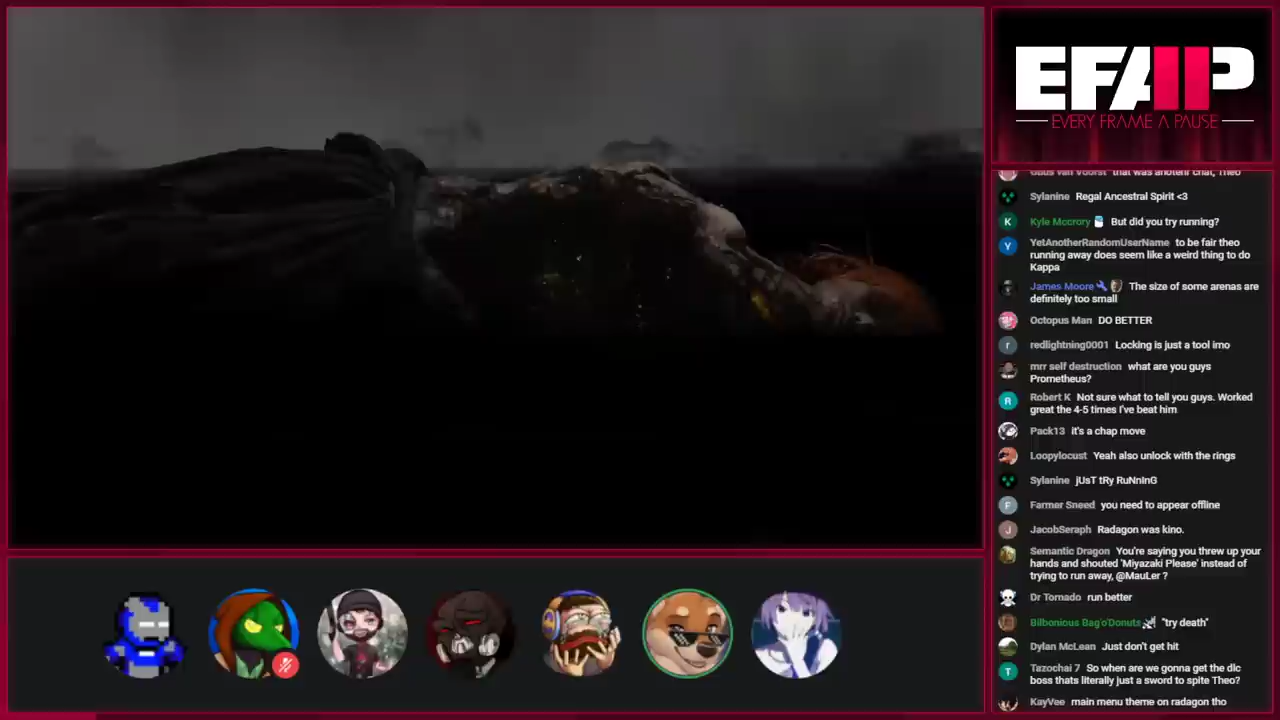 EFAP
EVERY FRAME A PAUSE
Guus van Voorst that was anotehr chat, Theo
Sylanine Regal Ancestral Spirit <3
Kyle Mccrory But did you try running?
YetAnotherRandomUserName to be fair theo
running away does seem like a weird thing to do
Kappa
James Moore The size of some arenas are
definitely too small
Octopus Man DO BETTER
redlightning0001 Locking is just a tool imo
mrr self destruction what are you guys
Prometheus?
Robert K Not sure what to tell you guys. Worked
great the 4-5 times I've beat him
Pack13 it's a chap move
Loopylocust Yeah also unlock with the rings
Sylanine jUsT tRy RuNnInG
Farmer Sneed you need to appear offline
JacobSeraph Radagon was kino.
Semantic Dragon You're saying you threw up your
hands and shouted 'Miyazaki Please' instead of
trying to run away, @MauLer ?
Dr Tornado run better
Bilbonious Bag'o'Donuts "try death"
Dylan McLean Just don't get hit
Tazochai 7 So when are we gonna get the dlc
boss thats literally just a sword to spite Theo?
KayVee main menu theme on radagon tho
K
Y
r
R
F
J
T